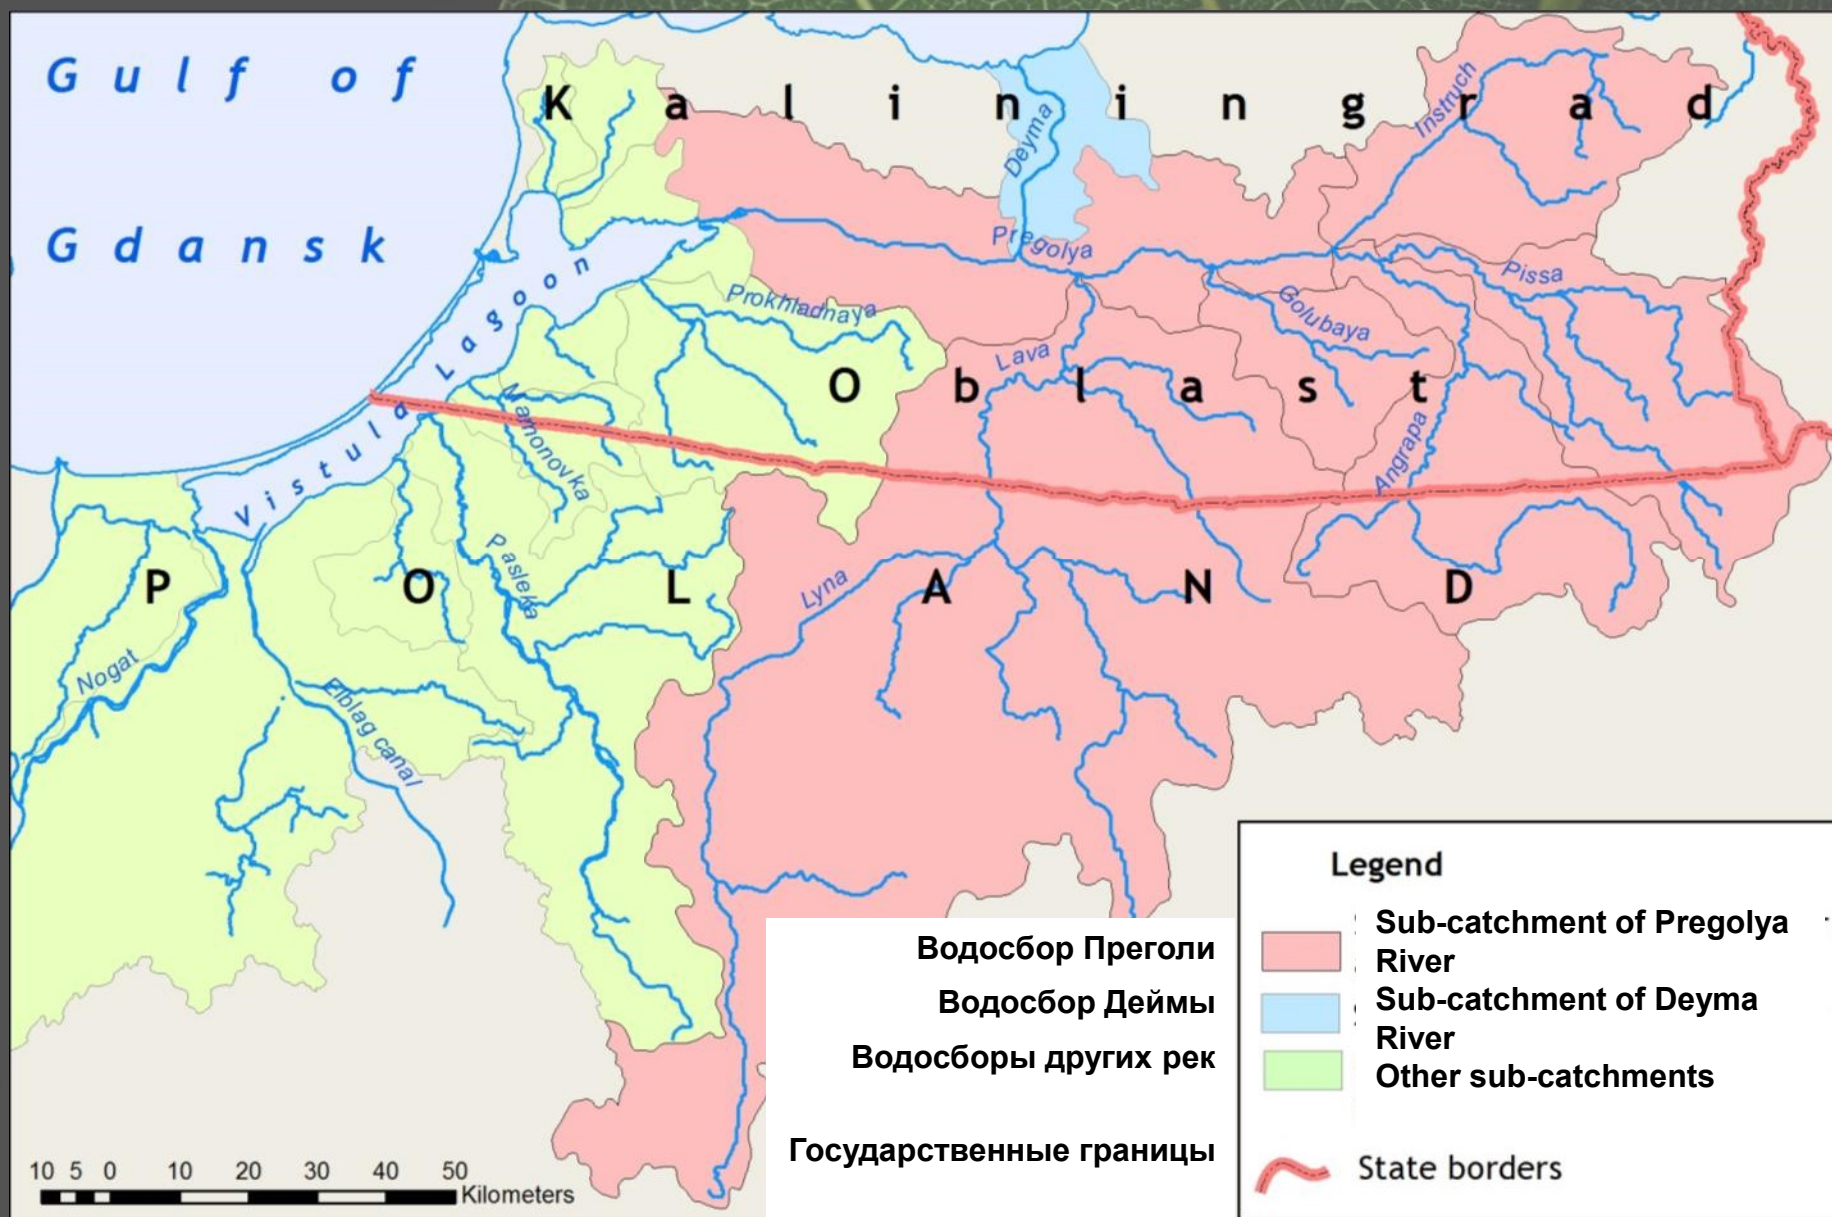 Gulf of
Gdansk
Kaliningrad
Oblast
POLAND
Vistula Lagoon
Instruch
Deyma
Pregolya
Pissa
Prokhladnaya
Golubaya
Lava
Mamonovka
Angrapa
Pasleka
Lyna
Nogat
Elblag canal
10 5 0 10 20 30 40 50
Kilometers
Водосбор Преголи
Водосбор Деймы
Водосборы других рек
Государственные границы
Legend
Sub-catchment of Pregolya
River
Sub-catchment of Deyma
River
Other sub-catchments
State borders